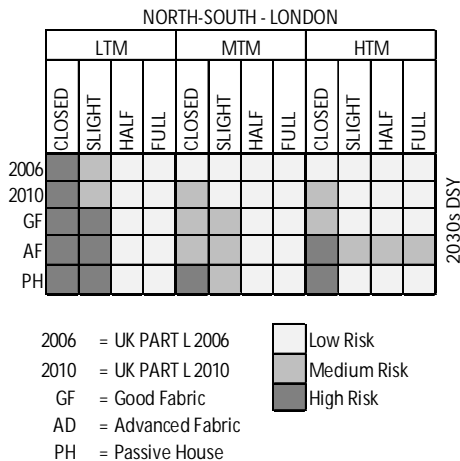 NORTH-SOUTH - LONDON
LTM MTM HTM
CLOSED SLIGHT HALF FULL CLOSED SLIGHT HALF FULL CLOSED SLIGHT HALF FULL
2006
2010
GF
AF
PH
2030s DSY
2006 = UK PART L 2006
2010 = UK PART L 2010
GF = Good Fabric
AD = Advanced Fabric
PH = Passive House
Low Risk
Medium Risk
High Risk